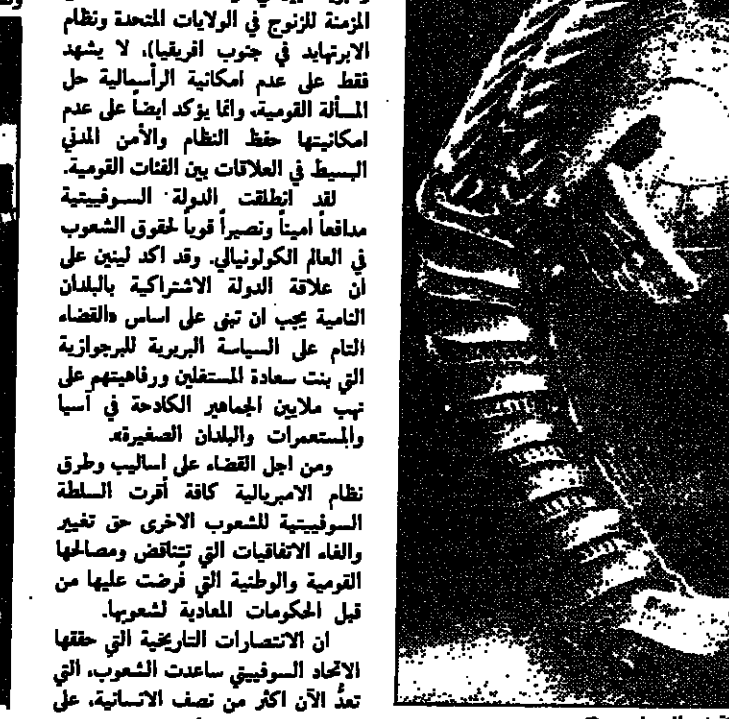 المزمنة للزنوج في الولايات المتحدة ونظام
الابرتهايد في جنوب افريقيا). لا يشهد
فقط على عدم امكانية الرأسمالية حل
المسألة القومية، وانما يؤكد ايضاً على عدم
امكانيتها حفظ النظام والأمن المدني
البسيط في العلاقات بين الفئات القومية.
لقد انطلقت الدولة السوفييتية
مدافعاً اميناً ونصيراً قوياً لحقوق الشعوب
في العالم الكولونيالي. وقد اكد لينين على
ان علاقة الدولة الاشتراكية بالبلدان
النامية يجب ان تبنى على اساس «القضاء
التام على السياسة البربرية للبرجوازية
التي بنت سعادة المستغلين ورفاهيتهم على
نهب ملايين الجماهير الكادحة في آسيا
والمستعمرات والبلدان الصغيرة».
ومن اجل القضاء على اساليب وطرق
نظام الامبريالية كافة أقرت السلطة
السوفييتية للشعوب الاخرى حق تغيير
والغاء الاتفاقيات التي تتناقض ومصالحها
القومية والوطنية التي فُرضت عليها من
قبل الحكومات المعادية لشعوبها.
ان الانتصارات التاريخية التي حققها
الاتحاد السوفييتي ساعدت الشعوب، التي
تعدُّ الآن اكثر من نصف الانسانية، على